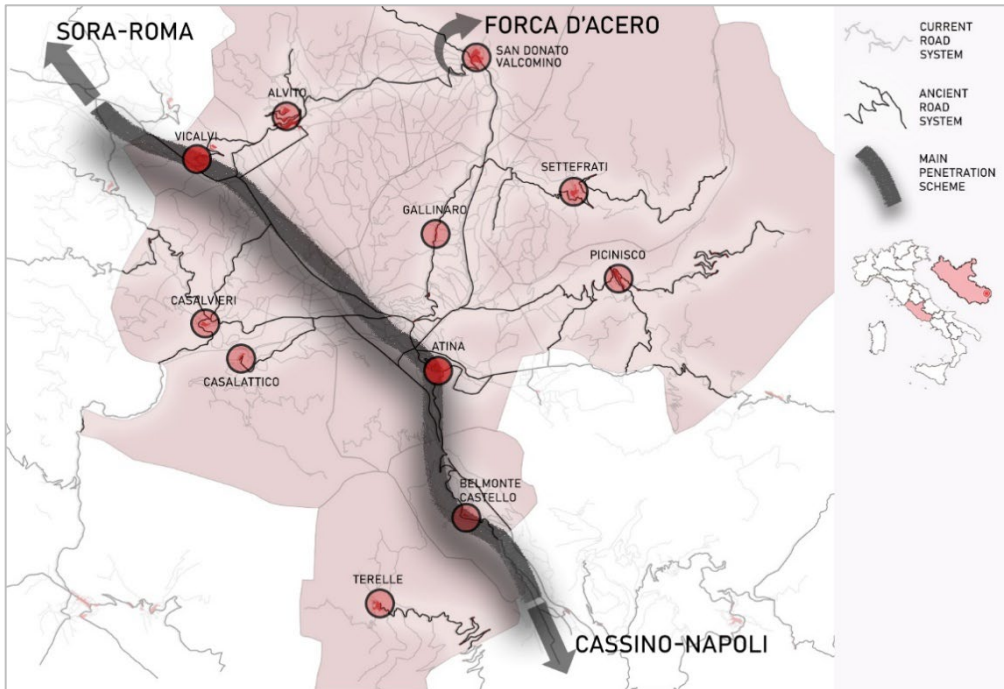 SORA-ROMA
FORCA D'ACERO
SAN DONATO
VALCOMINO
ALVITO
VICALVI
SETTEFRATI
GALLINARO
PICINISCO
CASALVIERI
ATINA
CASALATTICO
BELMONTE
CASTELLO
TERELLE
CASSINO-NAPOLI
CURRENT
ROAD
SYSTEM
ANCIENT
ROAD
SYSTEM
MAIN
PENETRATION
SCHEME